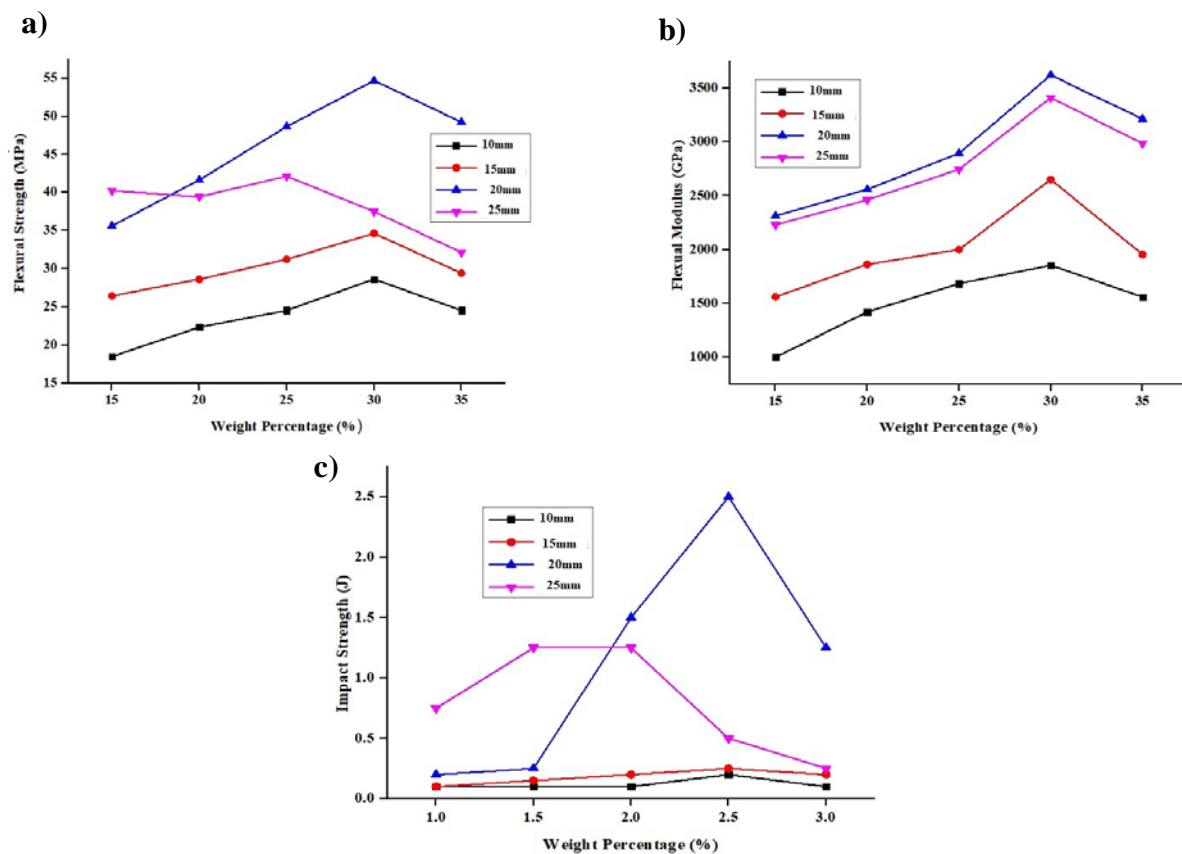 a)
55
50
45
40
35
30
25
20
15
Flexural Strength (MPa)
10mm
15mm
20mm
25mm
15 20 25 30 35
Weight Percentage (%)
b)
3500
3000
2500
2000
1500
1000
Flexual Modulus (GPa)
10mm
15mm
20mm
25mm
15 20 25 30 35
Weight Percentage (%)
c)
2.5
2.0
1.5
1.0
0.5
0.0
Impact Strength (J)
10mm
15mm
20mm
25mm
1.0 1.5 2.0 2.5 3.0
Weight Percentage (%)